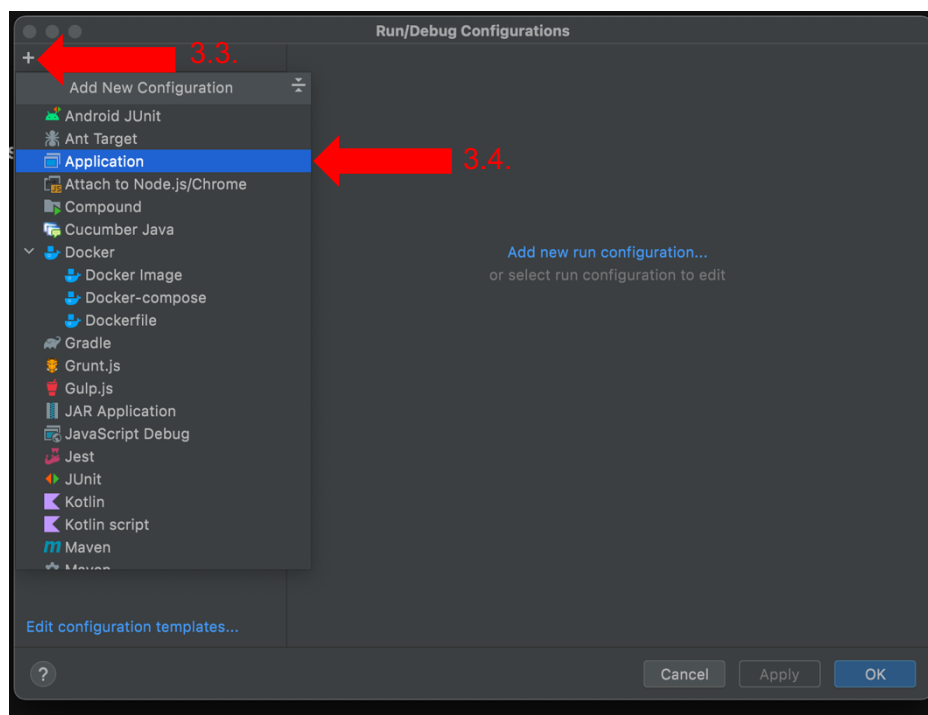 Run/Debug Configurations
+
3.3.
Add New Configuration
Android JUnit
Ant Target
Application
3.4.
Attach to Node.js/Chrome
Compound
Cucumber Java
Docker
Add new run configuration...
Docker Image
or select run configuration to edit
Docker-compose
Dockerfile
Gradle
Grunt.js
Gulp.js
JAR Application
JavaScript Debug
Jest
JUnit
Kotlin
Kotlin script
Maven
Maven
Edit configuration templates...
?
Cancel
Apply
OK